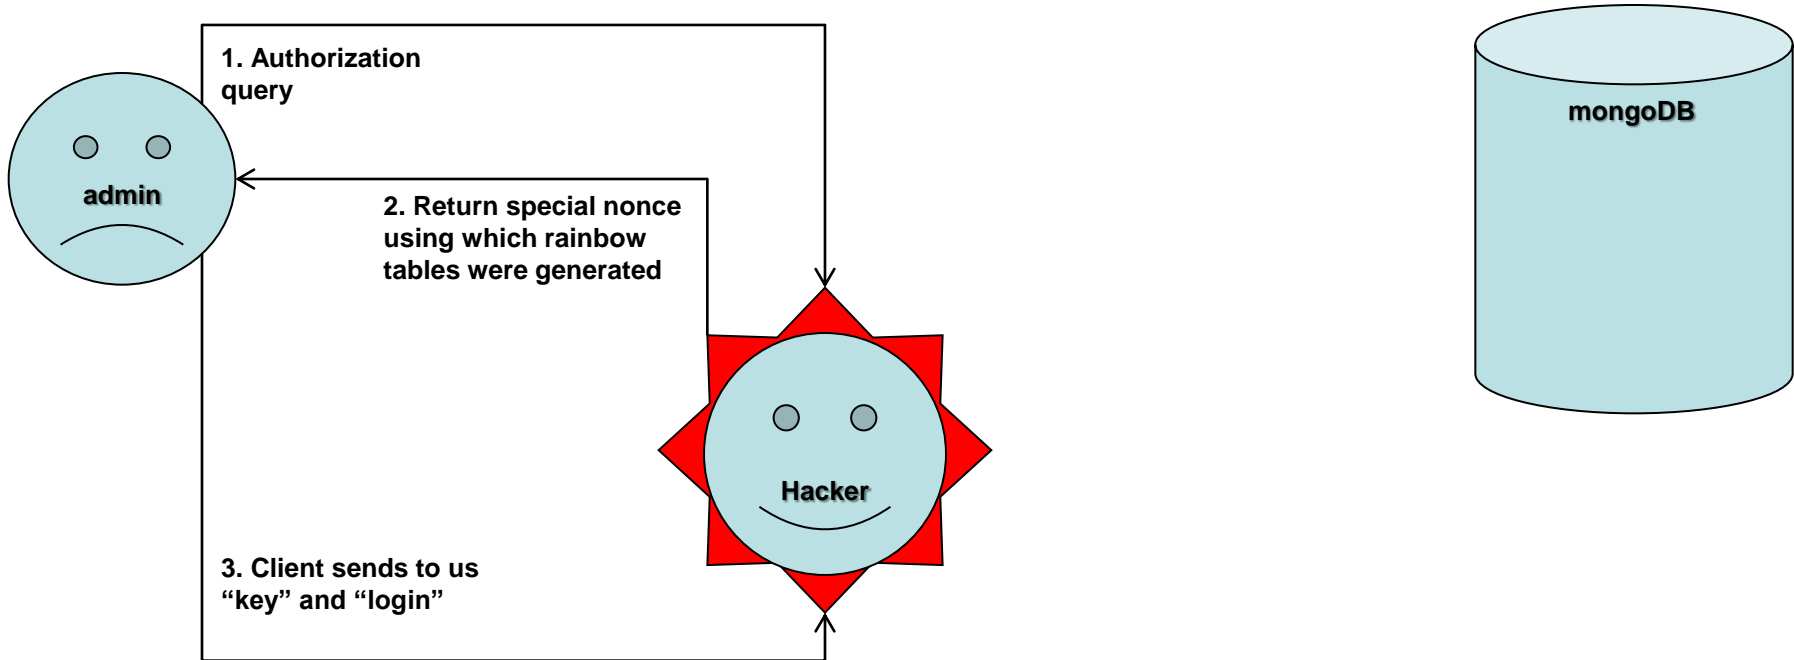 1. Authorization
query
mongoDB
admin
2. Return special nonce
using which rainbow
tables were generated
Hacker
3. Client sends to us
“key” and “login”